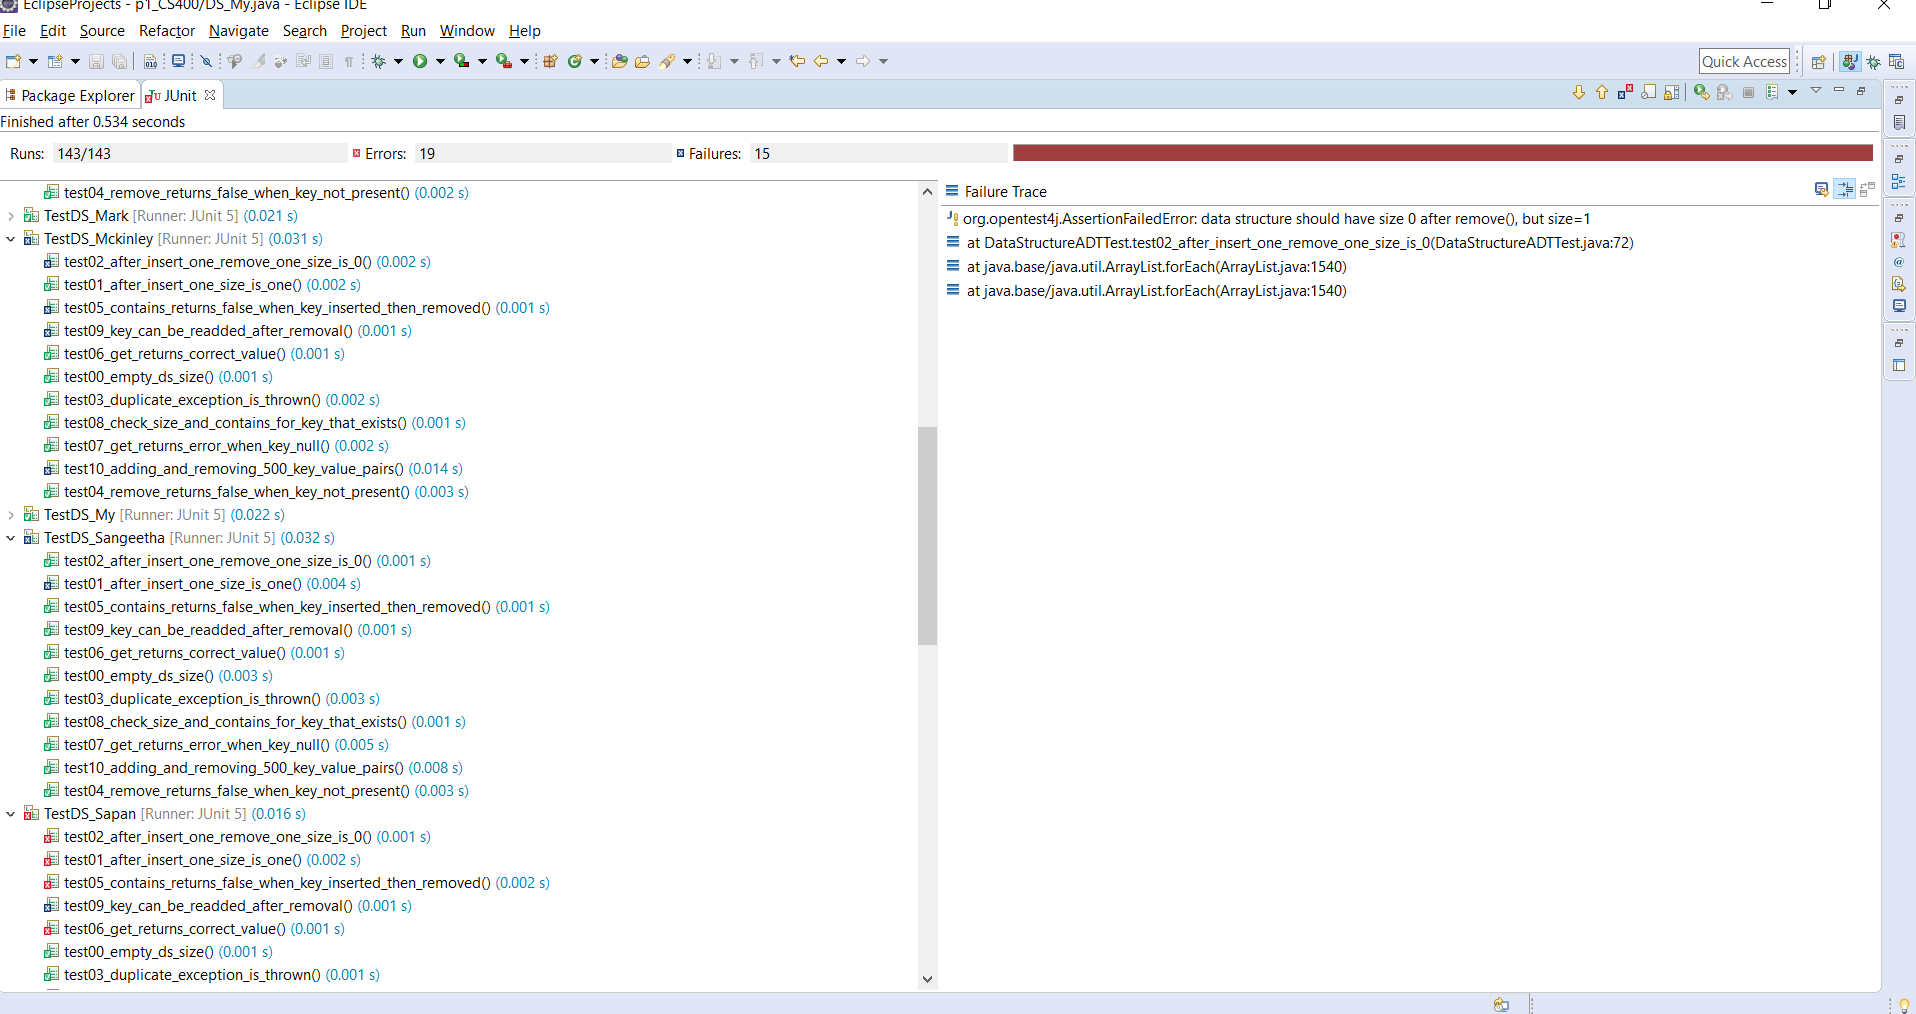 EclipseProjects - p1_CS400/DS_My.java - Eclipse IDE
File Edit Source Refactor Navigate Search Project Run Window Help
Quick Access
Package Explorer JUnit
Finished after 0.534 seconds
Runs: 143/143 Errors: 19 Failures: 15
test04_remove_returns_false_when_key_not_present() (0.002 s)
TestDS_Mark [Runner: JUnit 5] (0.021 s)
TestDS_Mckinley [Runner: JUnit 5] (0.031 s)
test02_after_insert_one_remove_one_size_is_0() (0.002 s)
test01_after_insert_one_size_is_one() (0.002 s)
test05_contains_returns_false_when_key_inserted_then_removed() (0.001 s)
test09_key_can_be_readded_after_removal() (0.001 s)
test06_get_returns_correct_value() (0.001 s)
test00_empty_ds_size() (0.001 s)
test03_duplicate_exception_is_thrown() (0.002 s)
test08_check_size_and_contains_for_key_that_exists() (0.001 s)
test07_get_returns_error_when_key_null() (0.002 s)
test10_adding_and_removing_500_key_value_pairs() (0.014 s)
test04_remove_returns_false_when_key_not_present() (0.003 s)
TestDS_My [Runner: JUnit 5] (0.022 s)
TestDS_Sangeetha [Runner: JUnit 5] (0.032 s)
test02_after_insert_one_remove_one_size_is_0() (0.001 s)
test01_after_insert_one_size_is_one() (0.004 s)
test05_contains_returns_false_when_key_inserted_then_removed() (0.001 s)
test09_key_can_be_readded_after_removal() (0.001 s)
test06_get_returns_correct_value() (0.001 s)
test00_empty_ds_size() (0.003 s)
test03_duplicate_exception_is_thrown() (0.003 s)
test08_check_size_and_contains_for_key_that_exists() (0.001 s)
test07_get_returns_error_when_key_null() (0.005 s)
test10_adding_and_removing_500_key_value_pairs() (0.008 s)
test04_remove_returns_false_when_key_not_present() (0.003 s)
TestDS_Sapan [Runner: JUnit 5] (0.016 s)
test02_after_insert_one_remove_one_size_is_0() (0.001 s)
test01_after_insert_one_size_is_one() (0.002 s)
test05_contains_returns_false_when_key_inserted_then_removed() (0.002 s)
test09_key_can_be_readded_after_removal() (0.001 s)
test06_get_returns_correct_value() (0.001 s)
test00_empty_ds_size() (0.001 s)
test03_duplicate_exception_is_thrown() (0.001 s)
Failure Trace
org.opentest4j.AssertionFailedError: data structure should have size 0 after remove(), but size=1
at DataStructureADTTest.test02_after_insert_one_remove_one_size_is_0(DataStructureADTTest.java:72)
at java.base/java.util.ArrayList.forEach(ArrayList.java:1540)
at java.base/java.util.ArrayList.forEach(ArrayList.java:1540)